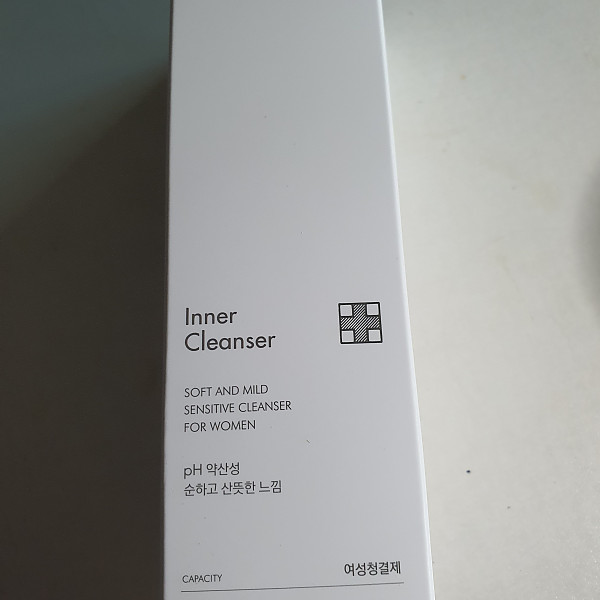 Inner
Cleanser
SOFT AND MILD
SENSITIVE CLEANSER
FOR WOMEN
pH 약산성
순하고 산뜻한 느낌
여성청결제
CAPACITY